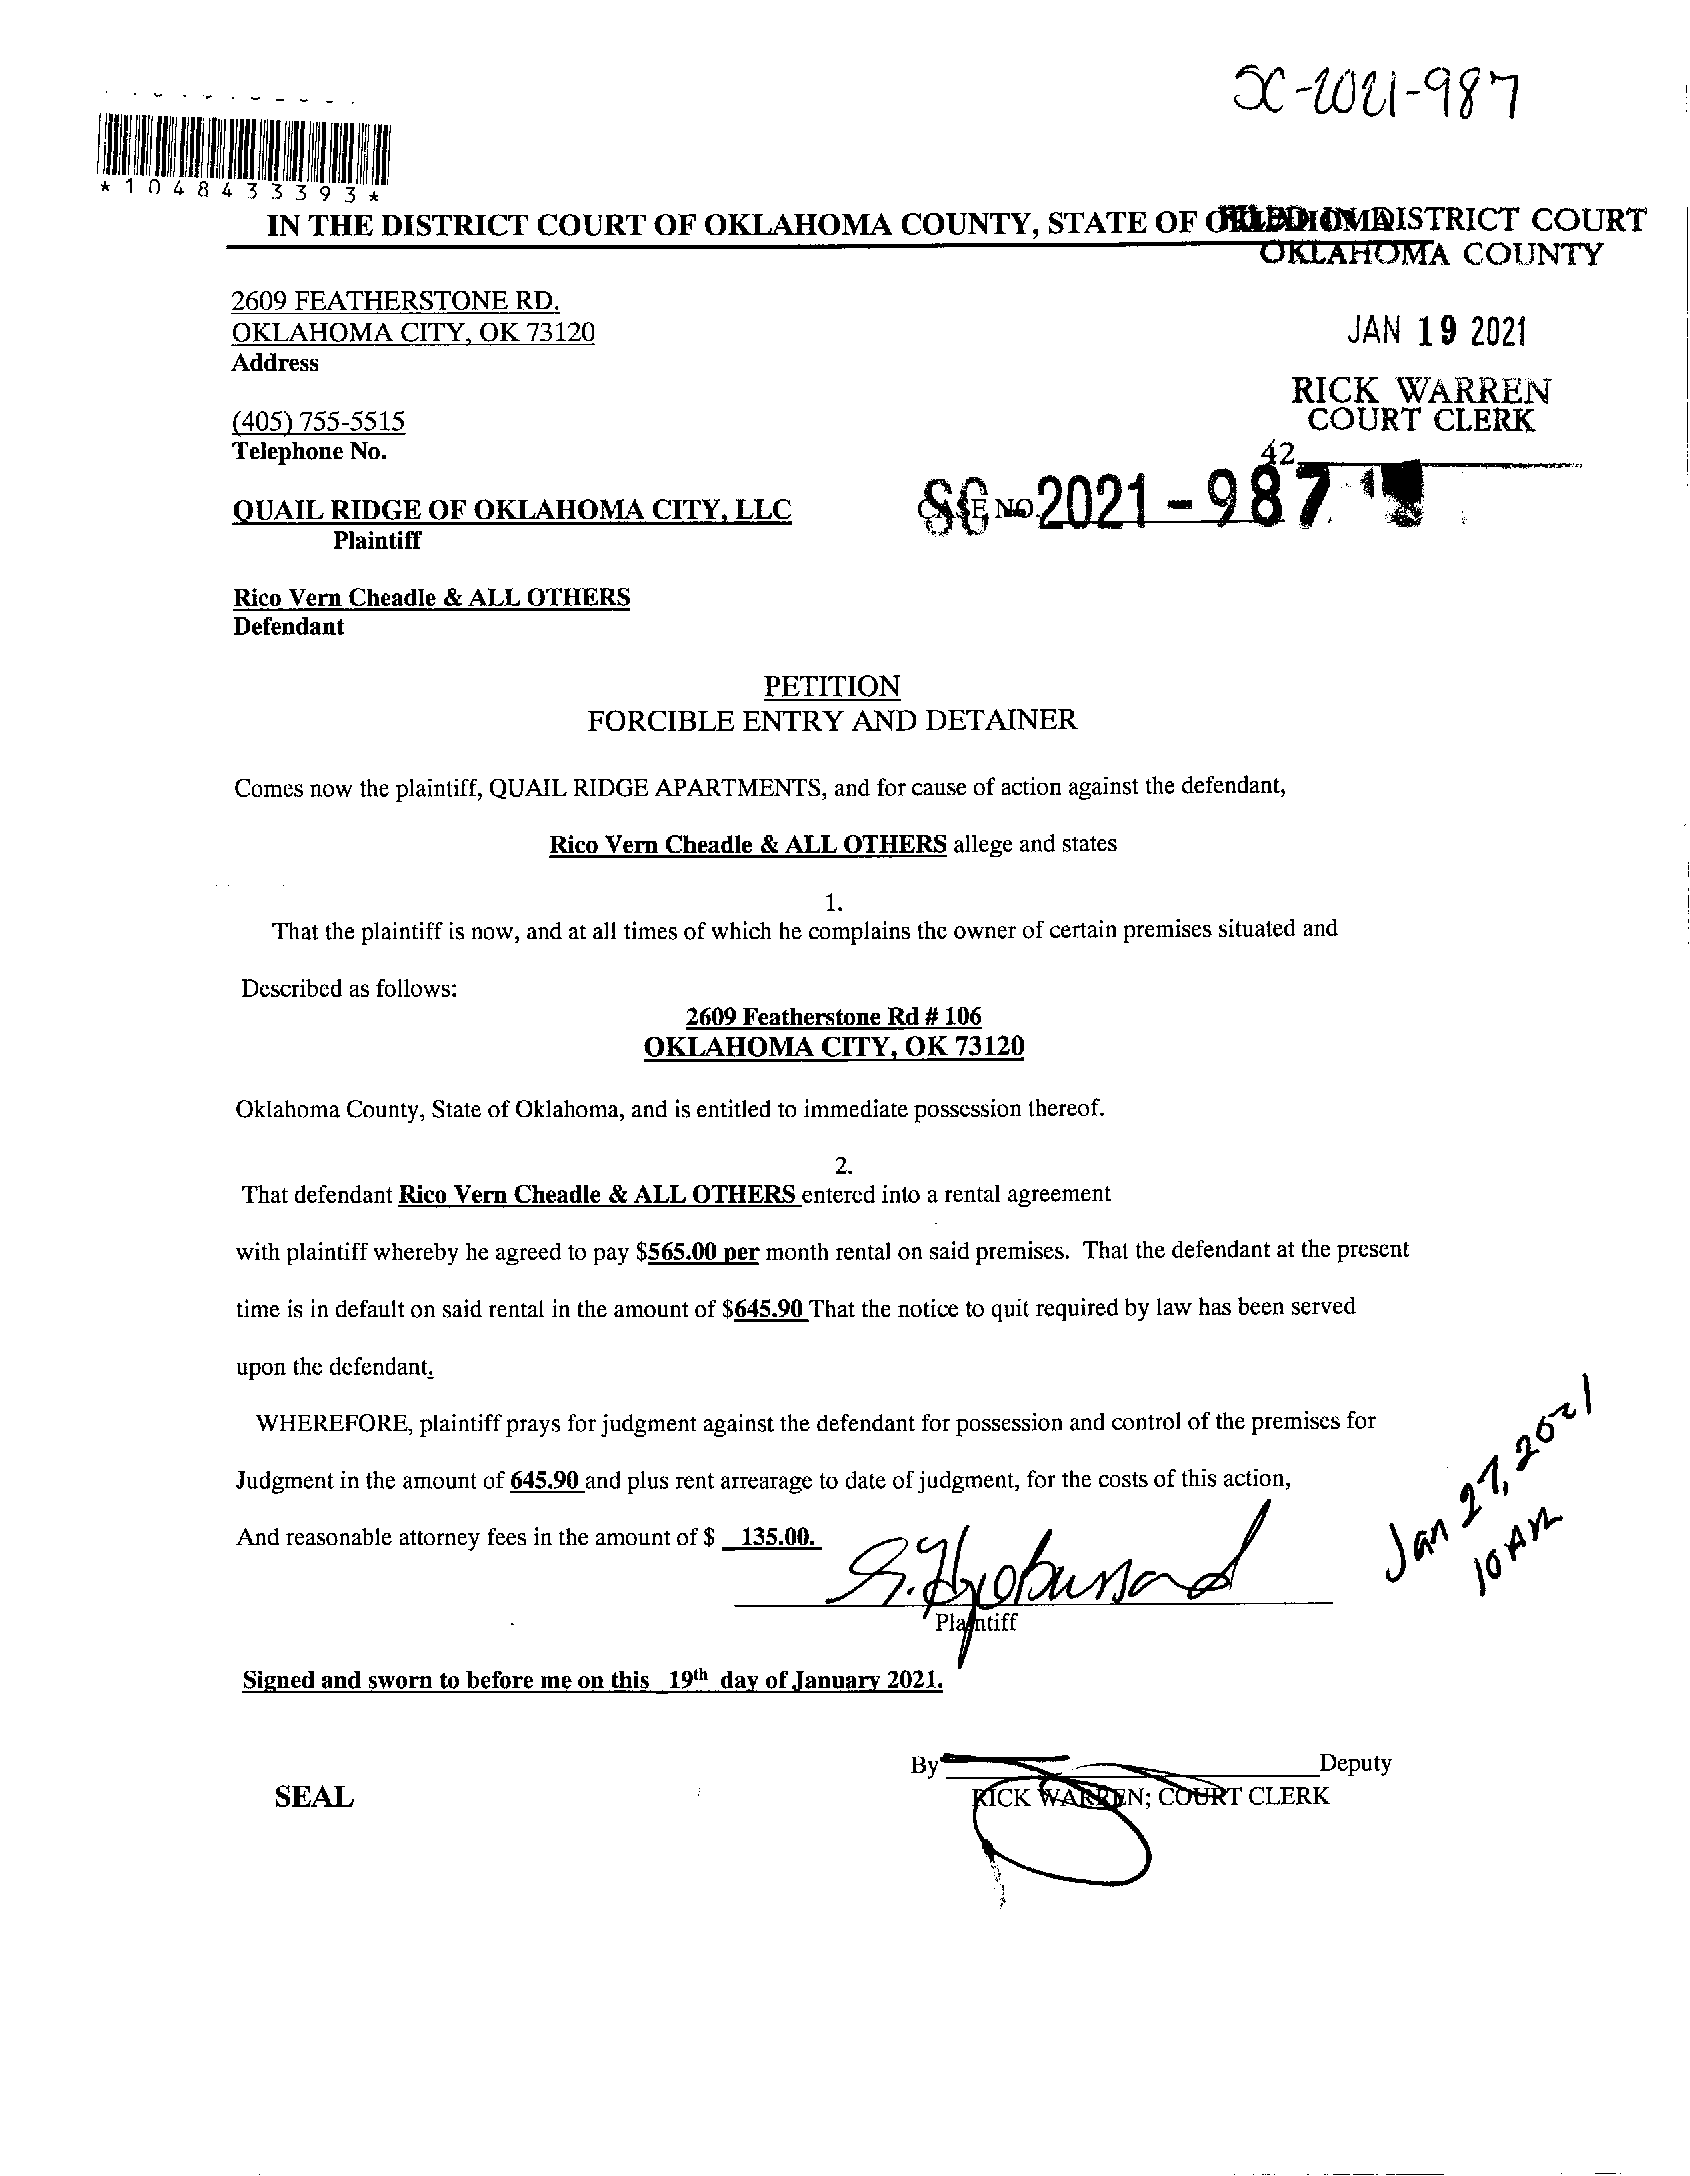 SC-2021-987
*1048433393*
IN THE DISTRICT COURT OF OKLAHOMA COUNTY, STATE OF OKLAHOMA
FILED IN DISTRICT COURT
OKLAHOMA COUNTY
2609 FEATHERSTONE RD.
OKLAHOMA CITY, OK 73120
Address
JAN 19 2021
RICK WARREN
COURT CLERK
(405) 755-5515
Telephone No.
42
QUAIL RIDGE OF OKLAHOMA CITY, LLC
Plaintiff
CASE NO. SC - 2021 - 987
Rico Vern Cheadle & ALL OTHERS
Defendant
PETITION
FORCIBLE ENTRY AND DETAINER
Comes now the plaintiff, QUAIL RIDGE APARTMENTS, and for cause of action against the defendant,
Rico Vern Cheadle & ALL OTHERS allege and states
1.
That the plaintiff is now, and at all times of which he complains the owner of certain premises situated and
Described as follows:
2609 Featherstone Rd # 106
OKLAHOMA CITY, OK 73120
Oklahoma County, State of Oklahoma, and is entitled to immediate possession thereof.
2.
That defendant Rico Vern Cheadle & ALL OTHERS entered into a rental agreement
with plaintiff whereby he agreed to pay $565.00 per month rental on said premises. That the defendant at the present
time is in default on said rental in the amount of $645.90 That the notice to quit required by law has been served
upon the defendant.
WHEREFORE, plaintiff prays for judgment against the defendant for possession and control of the premises for
Judgment in the amount of 645.90 and plus rent arrearage to date of judgment, for the costs of this action,
And reasonable attorney fees in the amount of $ 135.00.
Jan 27, 2021
10 AM
Plaintiff
Signed and sworn to before me on this 19th day of January 2021.
By Deputy
RICK WARREN; COURT CLERK
SEAL